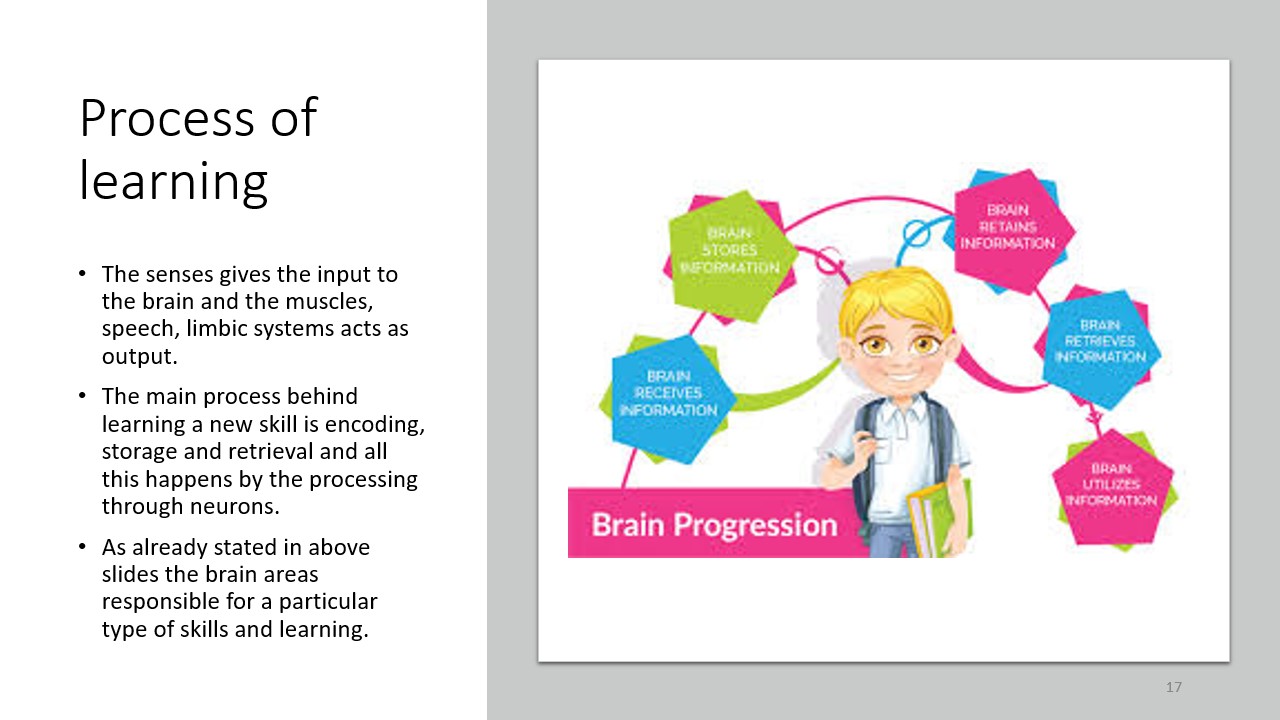 Process of
learning
• The senses gives the input to
the brain and the muscles,
speech, limbic systems acts as
output.
• The main process behind
learning a new skill is encoding,
storage and retrieval and all
this happens by the processing
through neurons.
• As already stated in above
slides the brain areas
responsible for a particular
type of skills and learning.
BRAIN
STORES
INFORMATION
BRAIN
RETAINS
INFORMATION
BRAIN
RECEIVES
INFORMATION
BRAIN
RETRIEVES
INFORMATION
BRAIN
UTILIZES
INFORMATION
Brain Progression
17